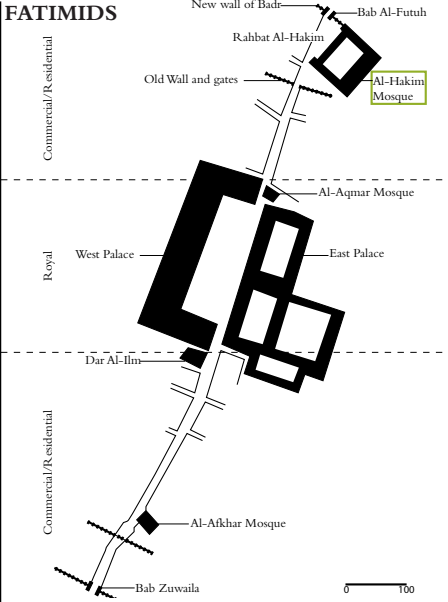 FATIMIDS
New wall of Badr
Bab Al-Futuh
Rahbat Al-Hakim
Old Wall and gates
Al-Hakim
Mosque
Commercial/Residential
Al-Aqmar Mosque
West Palace
East Palace
Royal
Dar Al-Ilm
Commercial/Residential
Al-Afkhar Mosque
Bab Zuwaila
0 100